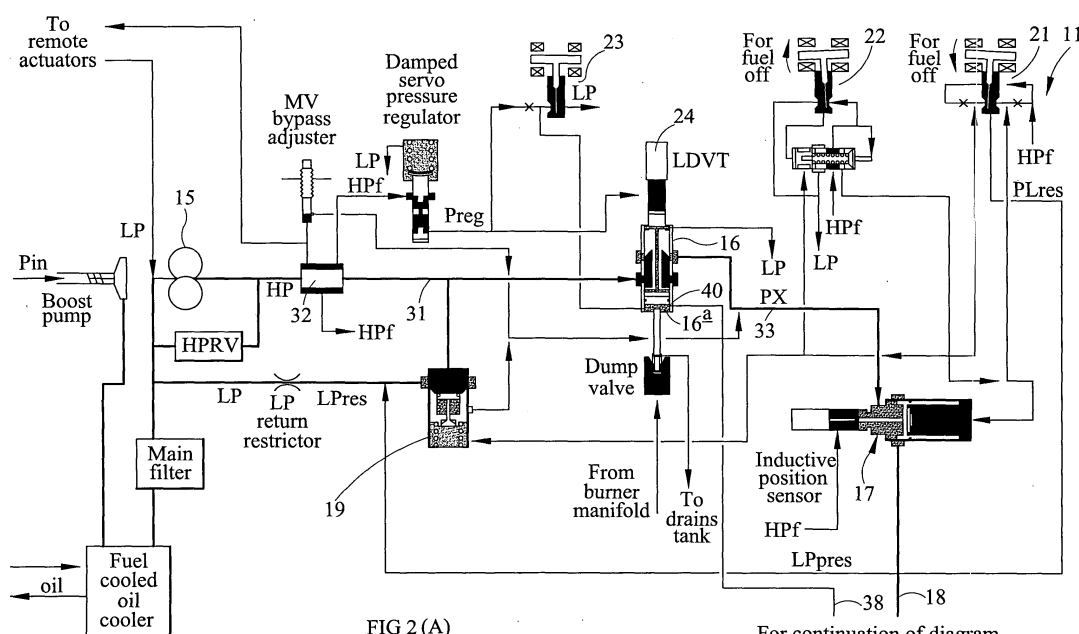 To
remote
actuators
MV
bypass
adjuster
Damped
servo
pressure
regulator
23
LP
For
fuel
off
22
For
fuel
off
21
11
24
LDVT
LP
HPf
Preg
15
LP
Pin
Boost
pump
HP
32
HPf
31
16
LP
40
16a
PX
33
HPf
LP
HPf
PLres
HPRV
LP
LP
return
restrictor
LPres
Dump
valve
Main
filter
19
From
burner
manifold
To
drains
tank
Inductive
position
sensor
17
HPf
LPpres
Fuel
cooled
oil
cooler
oil
38
18
FIG 2 (A)
For continuation of diagram